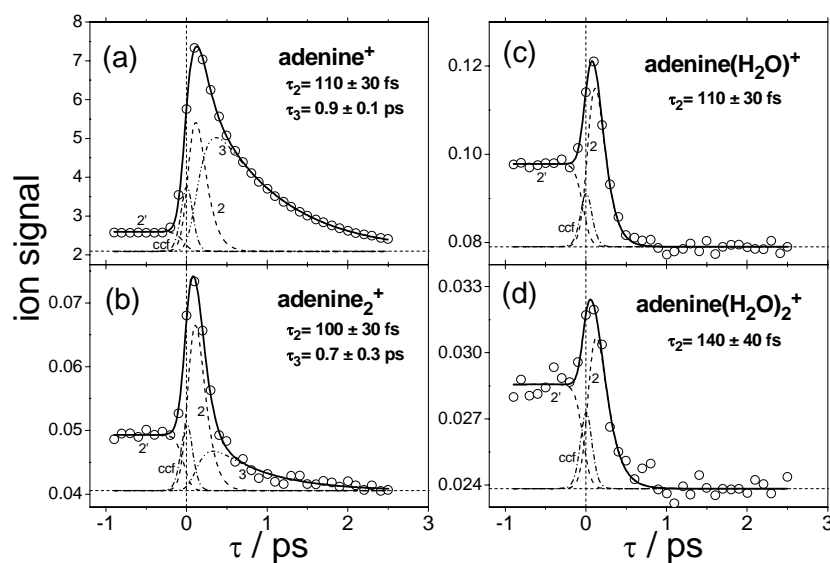 ion signal
(a)
adenine⁺
τ₂= 110 ± 30 fs
τ₃= 0.9 ± 0.1 ps
2'
ccf
2
3
8
7
6
5
4
3
2
(b)
adenine₂⁺
τ₂= 100 ± 30 fs
τ₃= 0.7 ± 0.3 ps
2'
ccf
2
3
0.07
0.06
0.05
0.04
-1 0 1 2 3
τ / ps
(c)
adenine(H₂O)⁺
τ₂= 110 ± 30 fs
2'
ccf
2
0.12
0.10
0.08
(d)
adenine(H₂O)₂⁺
τ₂= 140 ± 40 fs
2'
ccf
2
0.033
0.030
0.027
0.024
-1 0 1 2 3
τ / ps